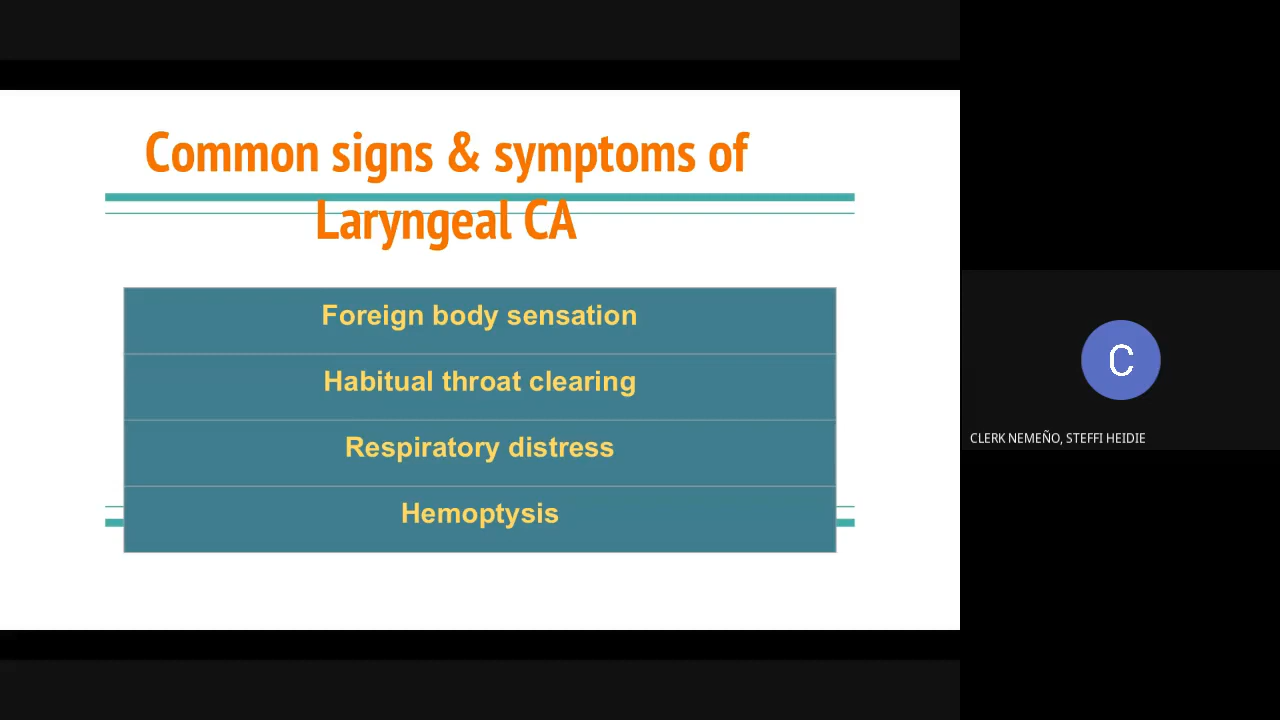 Common signs & symptoms of
Laryngeal CA
Foreign body sensation
Habitual throat clearing
Respiratory distress
Hemoptysis
C
CLERK NEMEÑO, STEFFI HEIDIE